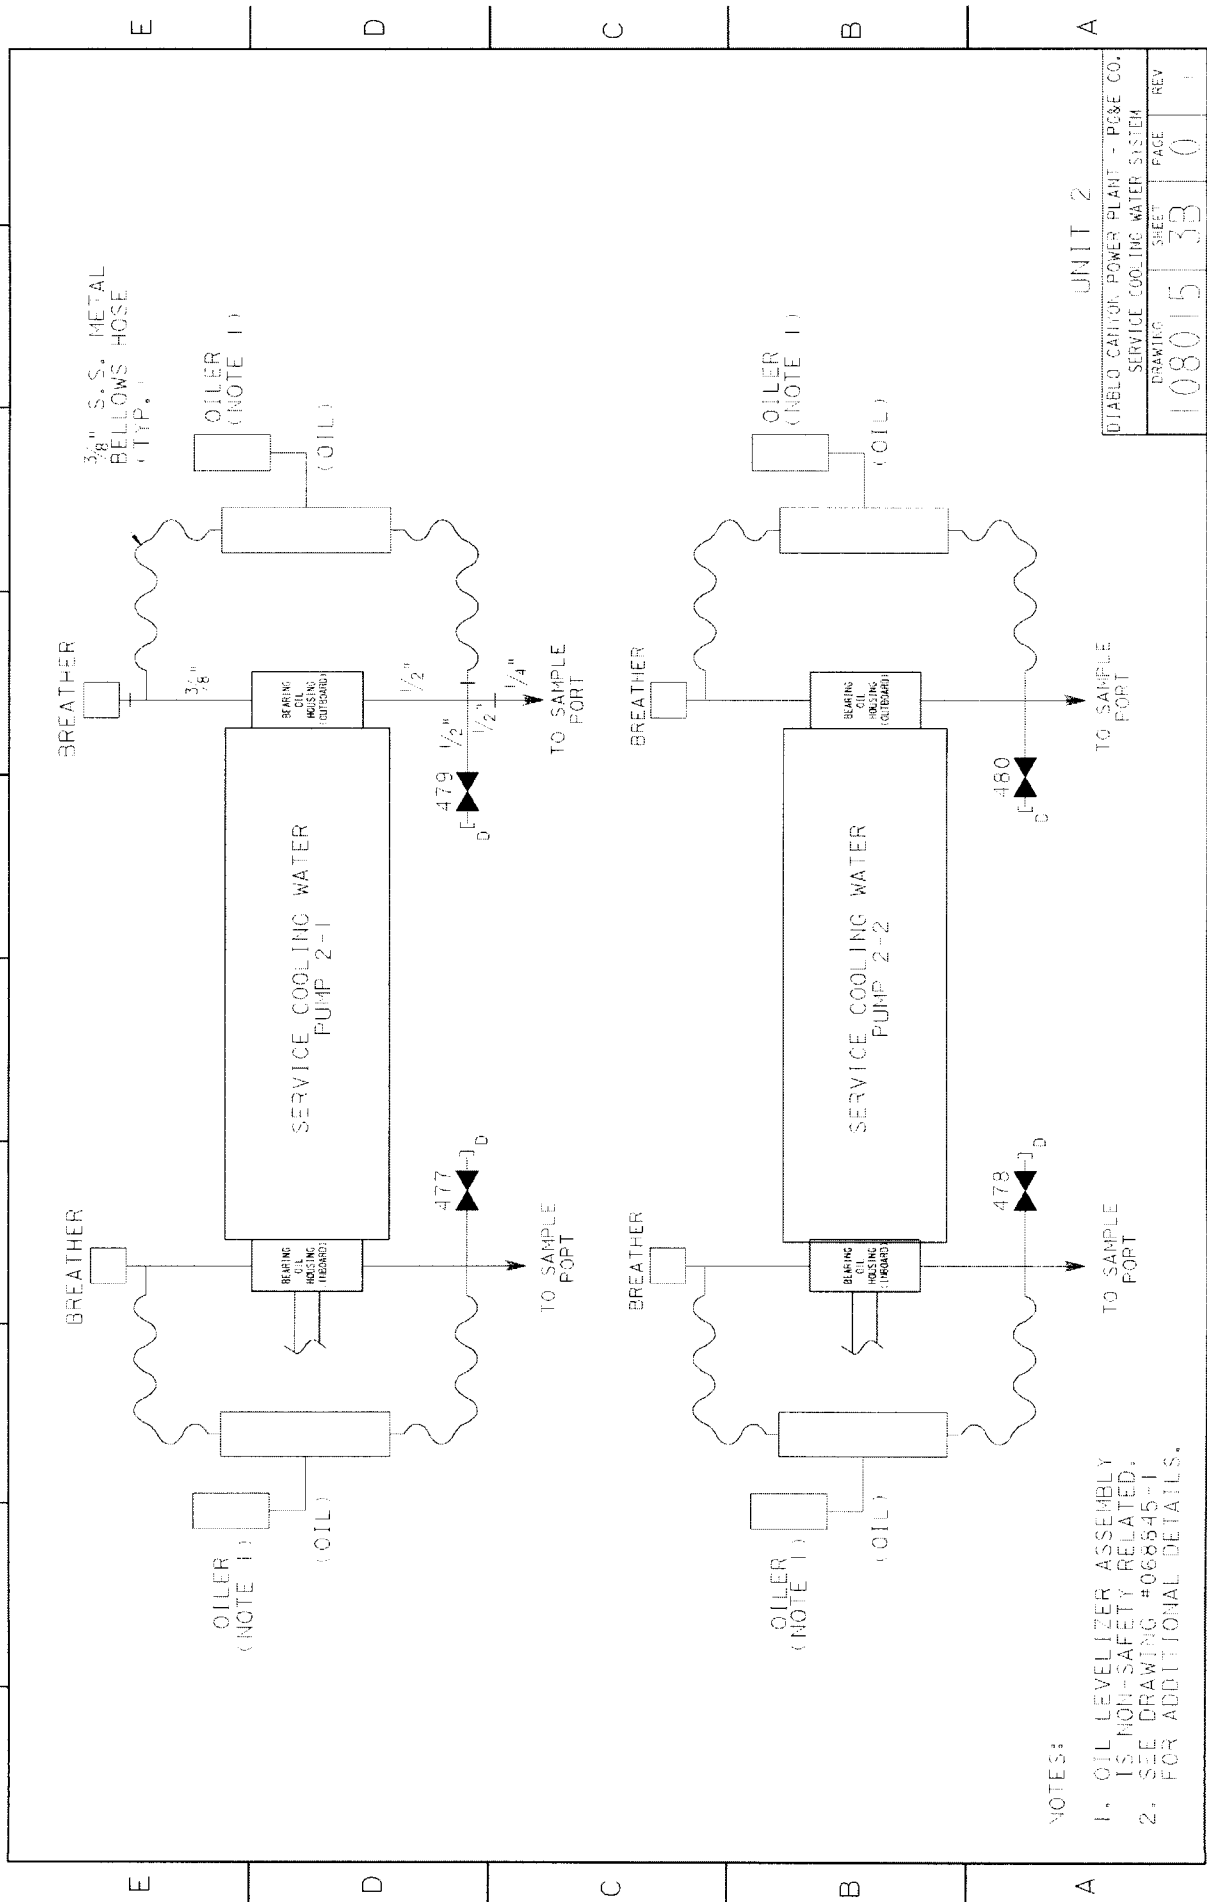 E
D
C
B
A
3/8" S.S. METAL
BELLOWS HOSE
(TYP.)
BREATHER
BREATHER
OILER
(NOTE 1)
(OIL)
OILER
(NOTE 1)
(OIL)
3/8"
BEARING
OIL
HOUSING
(INBOARD)
SERVICE COOLING WATER
PUMP 2-1
BEARING
OIL
HOUSING
(OUTBOARD)
1/2"
477
D
479
D
1/2"
1/2"
1/4"
TO SAMPLE
PORT
TO SAMPLE
PORT
BREATHER
BREATHER
OILER
(NOTE 1)
(OIL)
OILER
(NOTE 1)
(OIL)
BEARING
OIL
HOUSING
(INBOARD)
SERVICE COOLING WATER
PUMP 2-2
BEARING
OIL
HOUSING
(OUTBOARD)
478
D
480
D
TO SAMPLE
PORT
TO SAMPLE
PORT
NOTES:
1. OIL LEVELIZER ASSEMBLY
IS NON-SAFETY RELATED.
2. SEE DRAWING #068645-1
FOR ADDITIONAL DETAILS.
UNIT 2
DIABLO CANYON POWER PLANT - PG&E CO.
SERVICE COOLING WATER SYSTEM
DRAWING SHEET PAGE REV
108015 3B 0 1
E
D
C
B
A